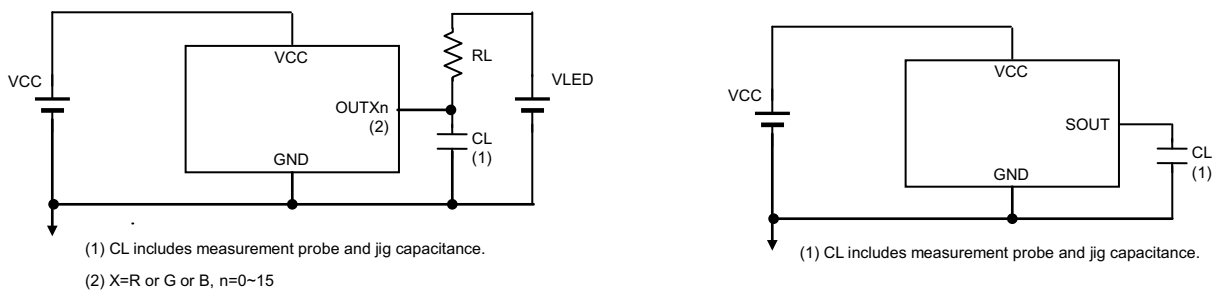 VCC
RL
VCC
VLED
OUTXn
(2)
CL
(1)
GND
(1) CL includes measurement probe and jig capacitance.
(2) X=R or G or B, n=0~15
VCC
VCC
SOUT
CL
(1)
GND
(1) CL includes measurement probe and jig capacitance.